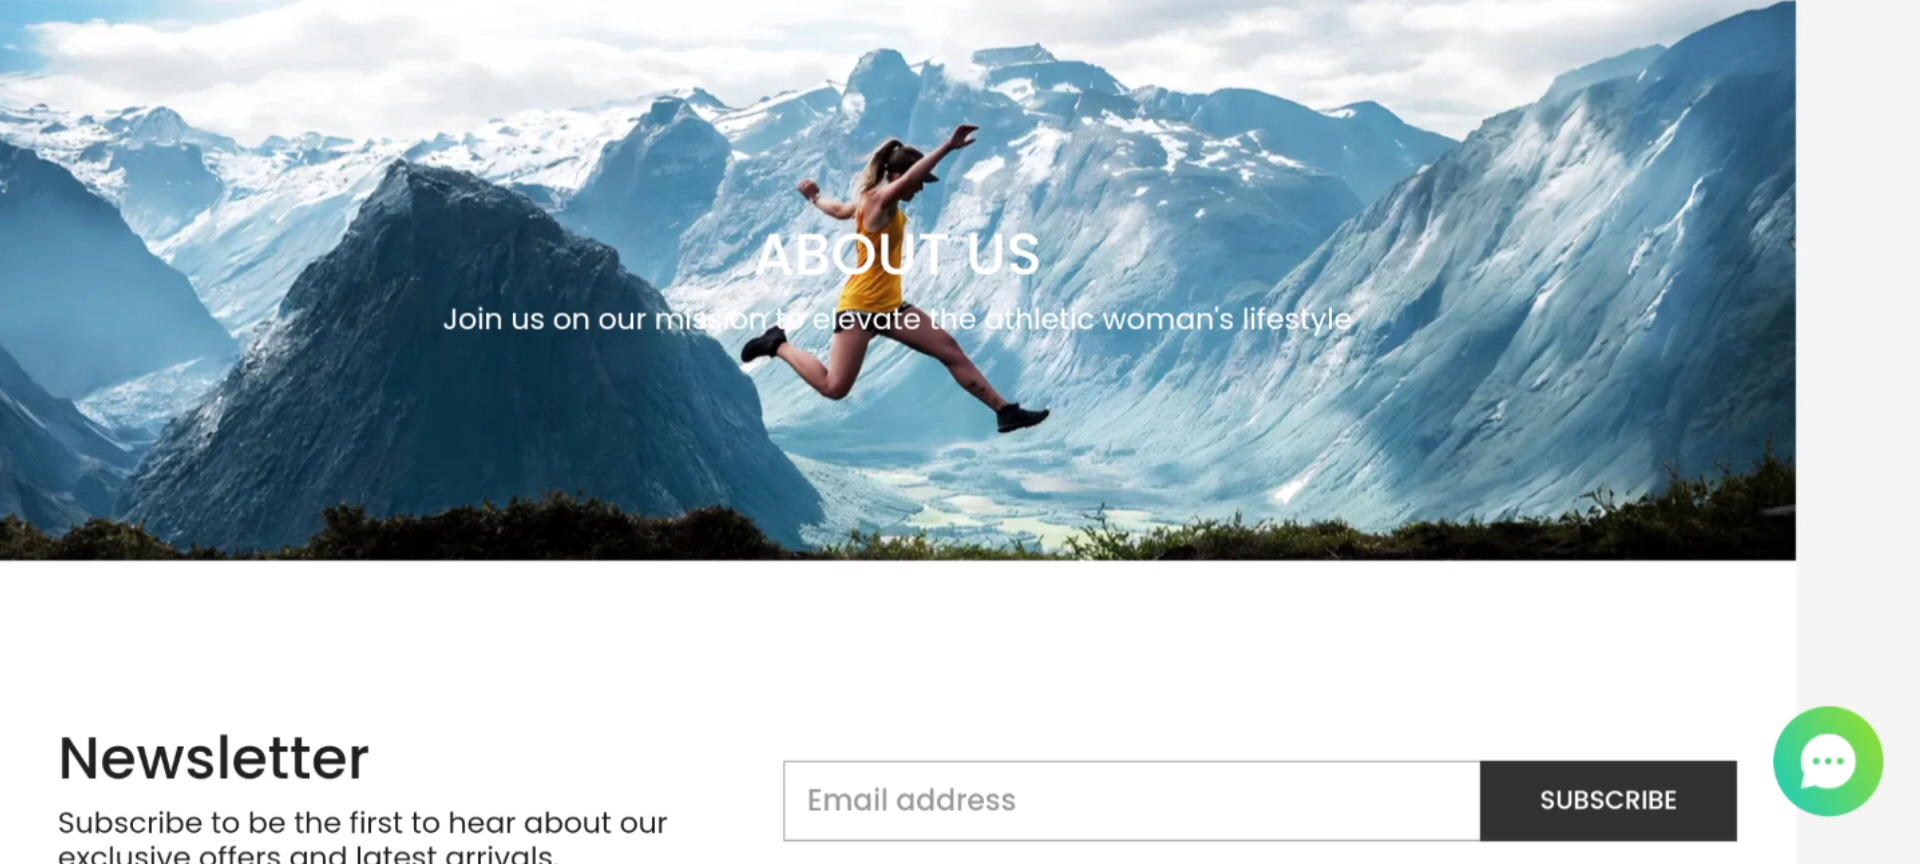 ABOUT US
Join us on our mission to elevate the athletic woman's lifestyle
Newsletter
Subscribe to be the first to hear about our
exclusive offers and latest arrivals.
Email address
SUBSCRIBE